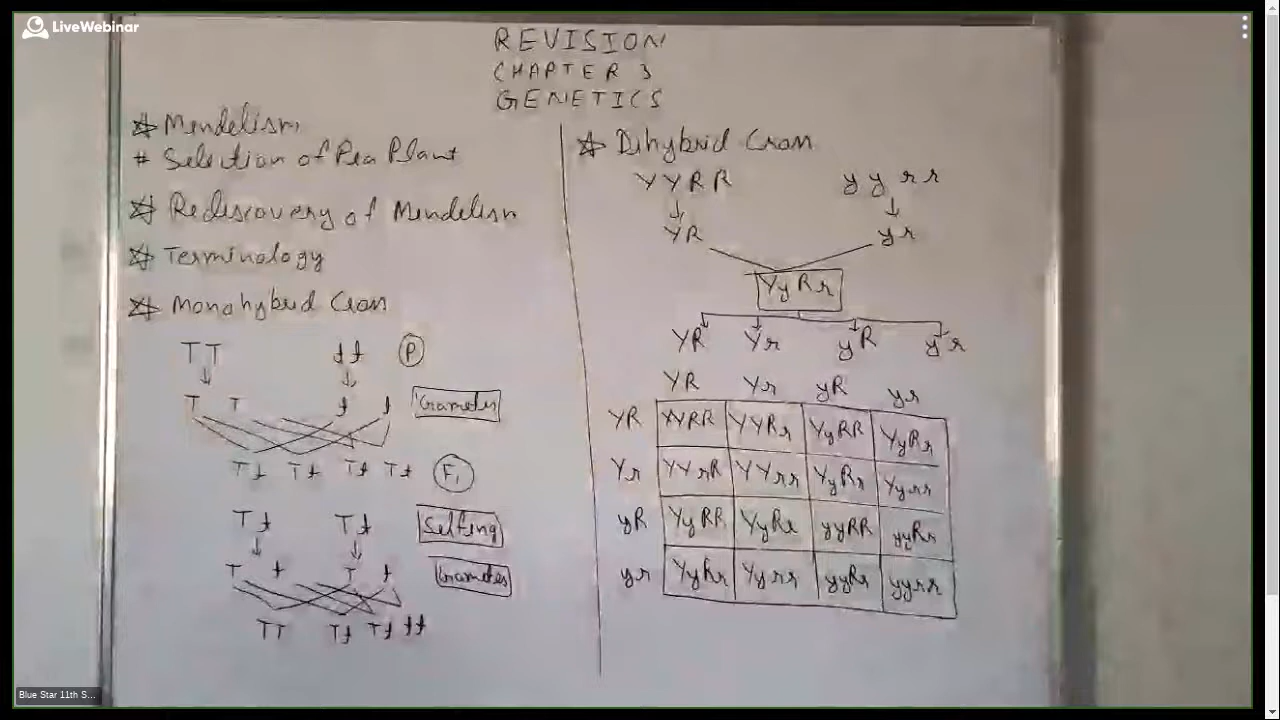 LiveWebinar
REVISION
CHAPTER 3
GENETICS
Mendelism
# Selection of Pea Plant
Rediscovery of Mendelism
Terminology
Monohybrid Cross
TT tt P
T T t t Gametes
Tt Tt Tt Tt F1
Tt Tt Selfing
T t T t Gametes
TT Tt Tt tt
Dihybrid Cross
YYRR yyrr
YR yr
YyRr
YR Yr yR yr
YR Yr yR yr
YR YYRR YYRr YyRR YyRr
Yr YYrR YYrr YyRr Yyrr
yR YyRR YyRr yyRR yyRr
yr YyRr Yyrr yyRr yyrr
Blue Star 11th S...